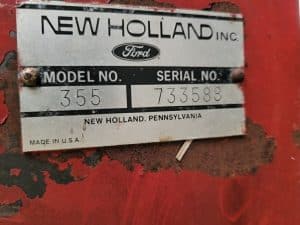 NEW HOLLAND INC.
Ford
MODEL NO. SERIAL NO.
355 733588
NEW HOLLAND, PENNSYLVANIA
MADE IN U.S.A.